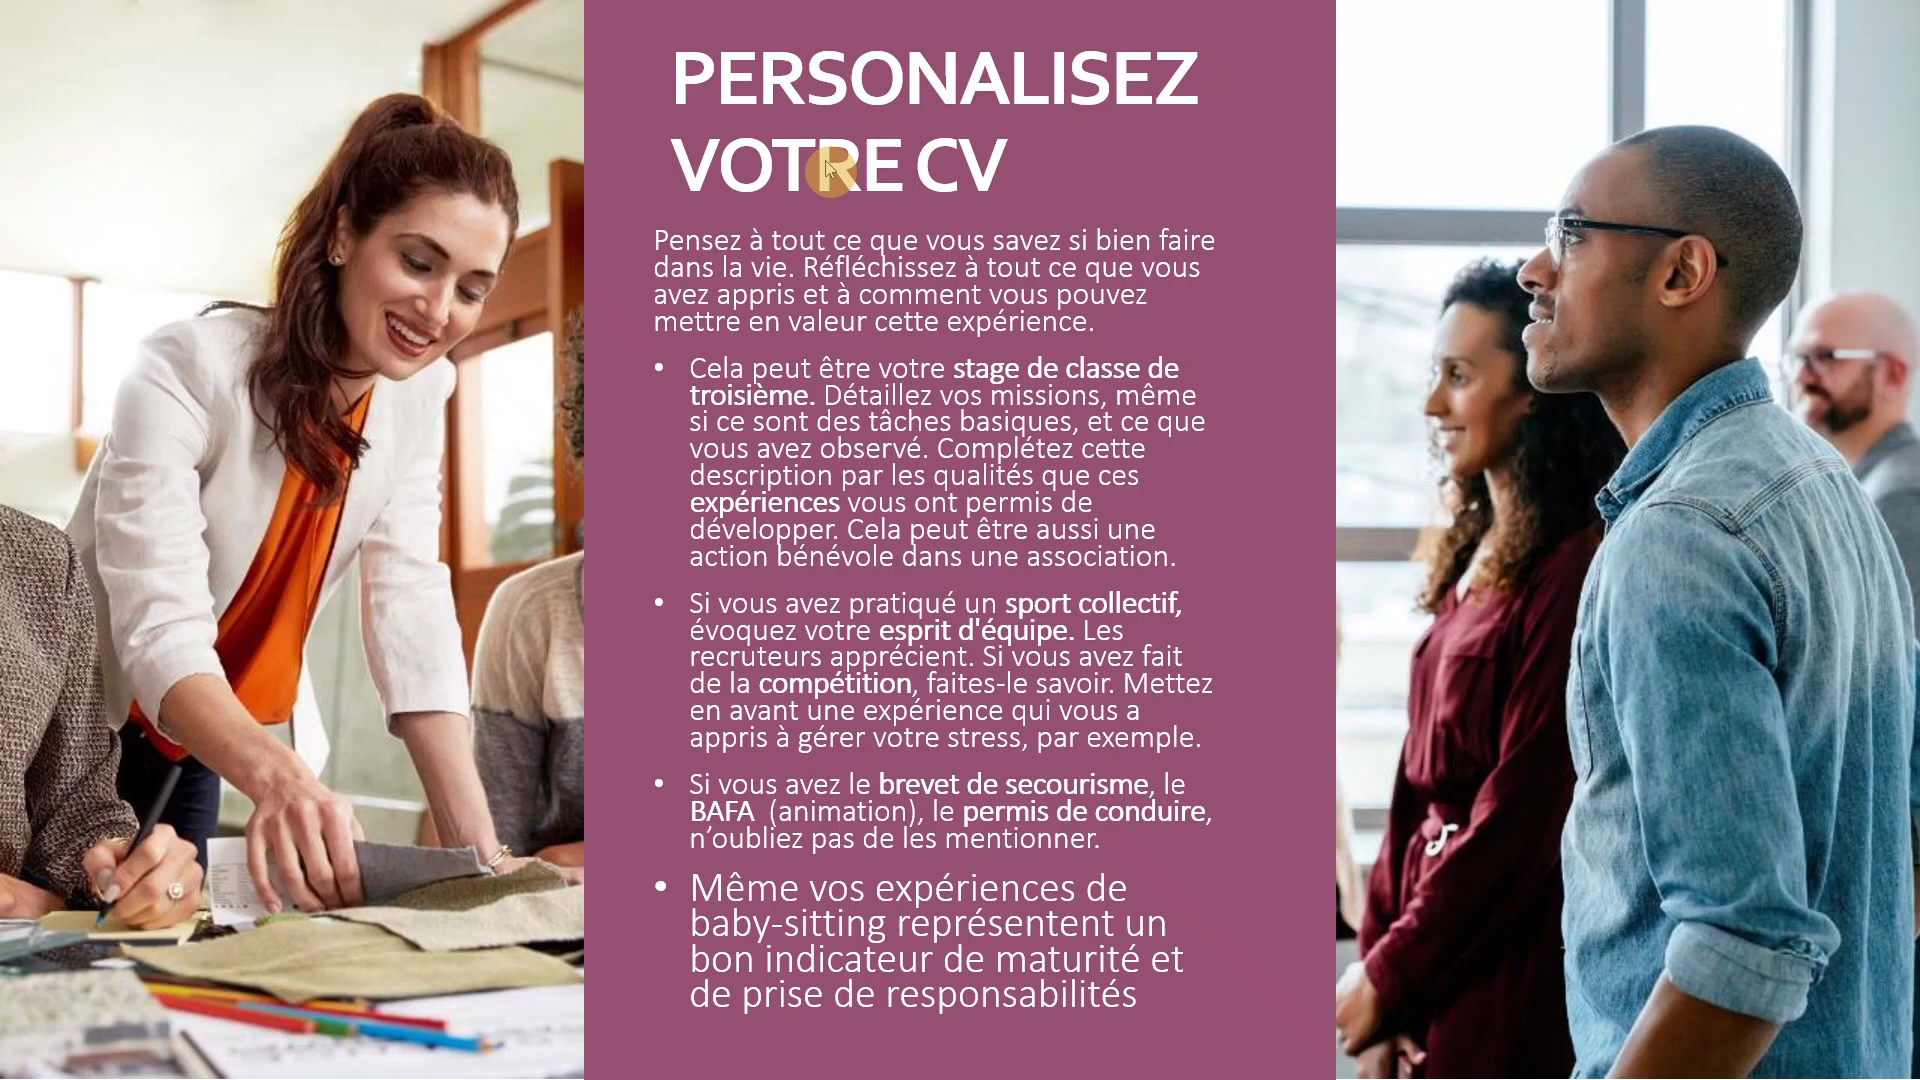 PERSONALISEZ
VOTRE CV
Pensez à tout ce que vous savez si bien faire
dans la vie. Réfléchissez à tout ce que vous
avez appris et à comment vous pouvez
mettre en valeur cette expérience.
• Cela peut être votre stage de classe de
troisième. Détaillez vos missions, même
si ce sont des tâches basiques, et ce que
vous avez observé. Complétez cette
description par les qualités que ces
expériences vous ont permis de
développer. Cela peut être aussi une
action bénévole dans une association.
• Si vous avez pratiqué un sport collectif,
évoquez votre esprit d'équipe. Les
recruteurs apprécient. Si vous avez fait
de la compétition, faites-le savoir. Mettez
en avant une expérience qui vous a
appris à gérer votre stress, par exemple.
• Si vous avez le brevet de secourisme, le
BAFA (animation), le permis de conduire,
n’oubliez pas de les mentionner.
• Même vos expériences de
baby-sitting représentent un
bon indicateur de maturité et
de prise de responsabilités